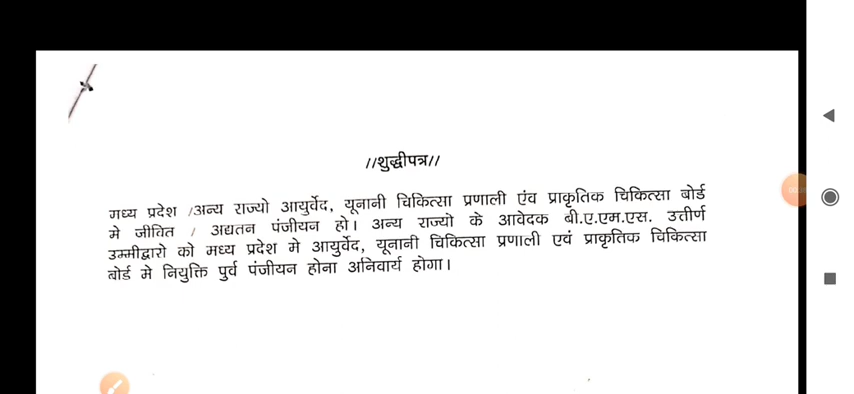 //शुद्धीपत्र//
मध्य प्रदेश /अन्य राज्यो आयुर्वेद, यूनानी चिकित्सा प्रणाली एंव प्राकृतिक चिकित्सा बोर्ड
मे जीवित / अद्यतन पंजीयन हो। अन्य राज्यो के आवेदक बी.ए.एम.एस. उत्तीर्ण
उम्मीद्वारो को मध्य प्रदेश मे आयुर्वेद, यूनानी चिकित्सा प्रणाली एवं प्राकृतिक चिकित्सा
बोर्ड मे नियुक्ति पुर्व पंजीयन होना अनिवार्य होगा।